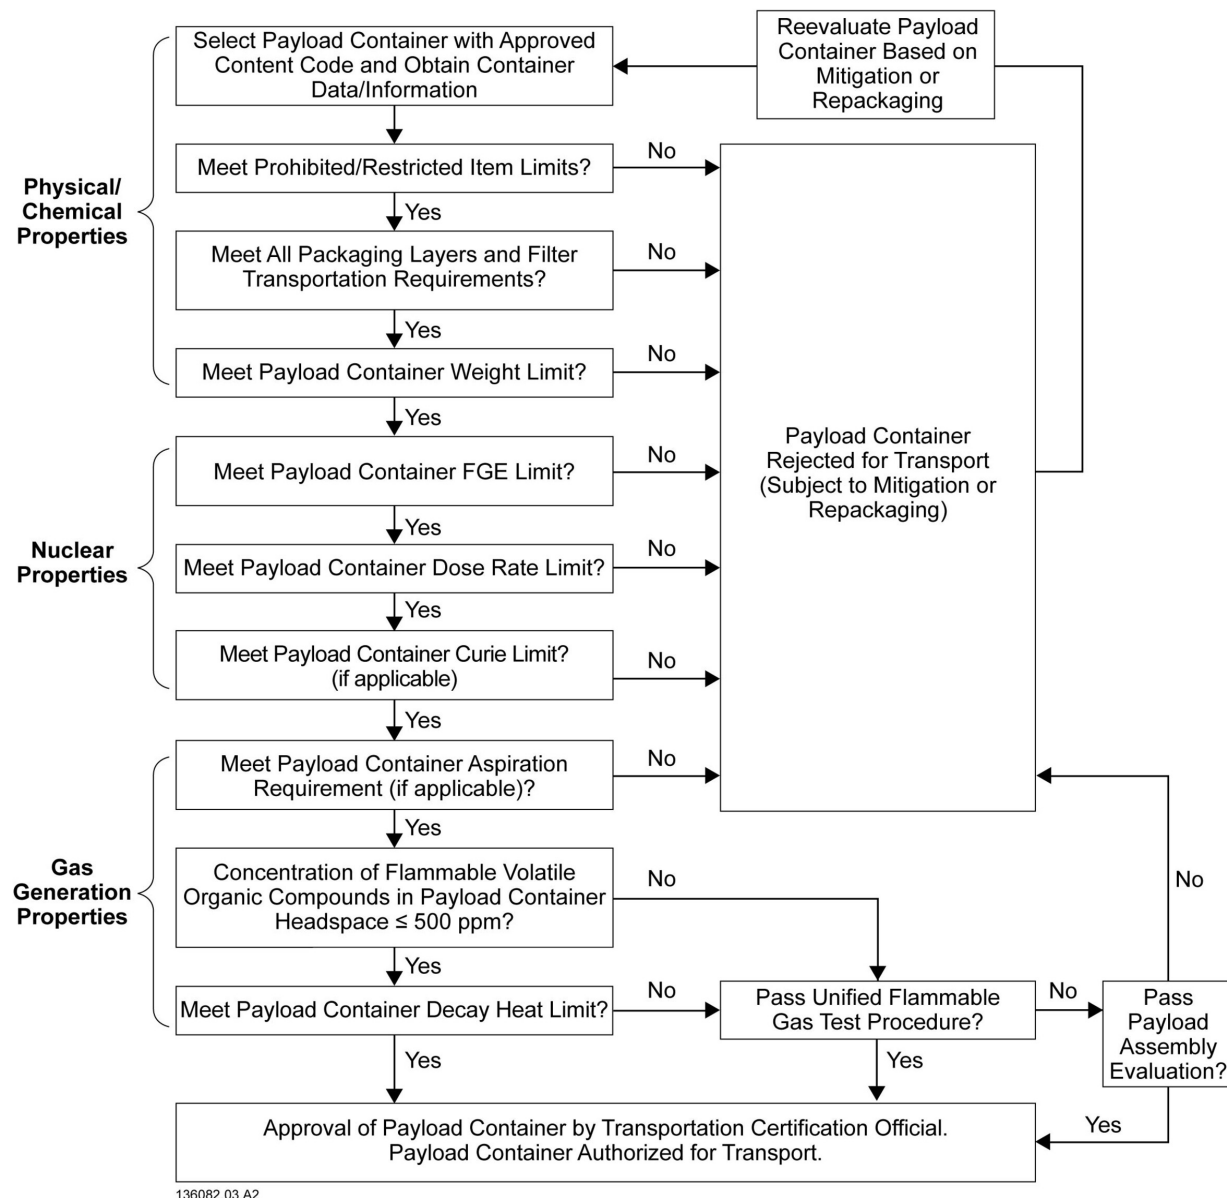 Select Payload Container with Approved
Content Code and Obtain Container
Data/Information
Reevaluate Payload
Container Based on
Mitigation or
Repackaging
Physical/
Chemical
Properties
Meet Prohibited/Restricted Item Limits?
No
Yes
Meet All Packaging Layers and Filter
Transportation Requirements?
No
Yes
Meet Payload Container Weight Limit?
No
Yes
Payload Container
Rejected for Transport
(Subject to Mitigation or
Repackaging)
Nuclear
Properties
Meet Payload Container FGE Limit?
No
Yes
Meet Payload Container Dose Rate Limit?
No
Yes
Meet Payload Container Curie Limit?
(if applicable)
No
Yes
Gas
Generation
Properties
Meet Payload Container Aspiration
Requirement (if applicable)?
No
Yes
Concentration of Flammable Volatile
Organic Compounds in Payload Container
Headspace ≤ 500 ppm?
No
Yes
Meet Payload Container Decay Heat Limit?
No
Yes
Pass Unified Flammable
Gas Test Procedure?
No
Yes
Pass
Payload
Assembly
Evaluation?
No
Yes
Approval of Payload Container by Transportation Certification Official.
Payload Container Authorized for Transport.
136082.03 A2